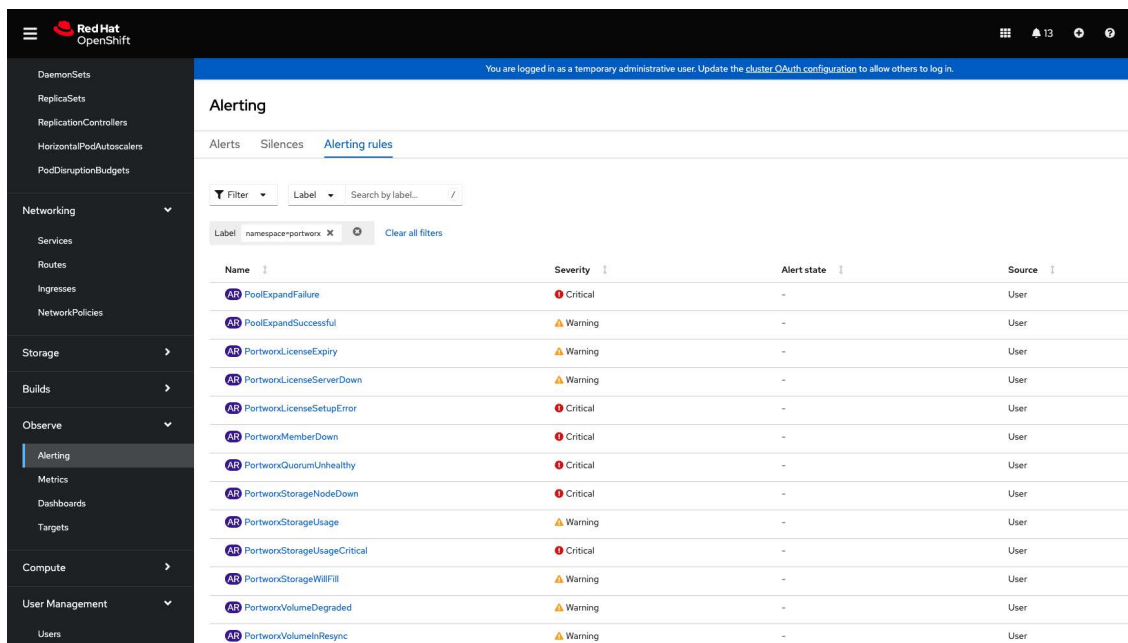 Red Hat
OpenShift
13
You are logged in as a temporary administrative user. Update the cluster OAuth configuration to allow others to log in.
DaemonSets
ReplicaSets
ReplicationControllers
HorizontalPodAutoscalers
PodDisruptionBudgets
Networking
Services
Routes
Ingresses
NetworkPolicies
Storage
Builds
Observe
Alerting
Metrics
Dashboards
Targets
Compute
User Management
Users
Alerting
Alerts Silences Alerting rules
Filter Label Search by label... /
Label namespace=portworx Clear all filters
Name Severity Alert state Source
AR PoolExpandFailure Critical - User
AR PoolExpandSuccessful Warning - User
AR PortworxLicenseExpiry Warning - User
AR PortworxLicenseServerDown Warning - User
AR PortworxLicenseSetupError Critical - User
AR PortworxMemberDown Critical - User
AR PortworxQuorumUnhealthy Critical - User
AR PortworxStorageNodeDown Critical - User
AR PortworxStorageUsage Warning - User
AR PortworxStorageUsageCritical Critical - User
AR PortworxStorageWillFill Warning - User
AR PortworxVolumeDegraded Warning - User
AR PortworxVolumeInResync Warning - User